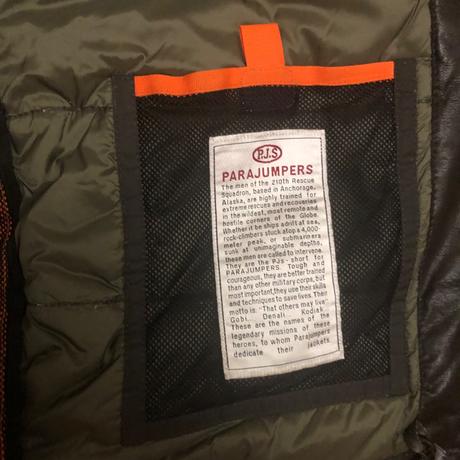 P.J.S
PARAJUMPERS
The men of the 210th Rescue
Squadron, based in Anchorage,
Alaska, are highly trained for
extreme rescues and recoveries
in the wildest, most remote and
hostile corners of the Globe.
Whether it be ships adrift at sea,
rock-climbers stuck atop a 4,000-
meter peak, or submariners
sunk at unimaginable depths,
these men are called to intervene.
They are the PJs - short for
PARAJUMPERS. Tough and
courageous, they are better trained
than any other military corps, but
most important, they use their skills
and techniques to save lives. Their
motto is: "That others may live"
Gobi, Denali, Kodiak.
These are the names of the
legendary missions of these
heroes, to whom Parajumpers
dedicate their jackets